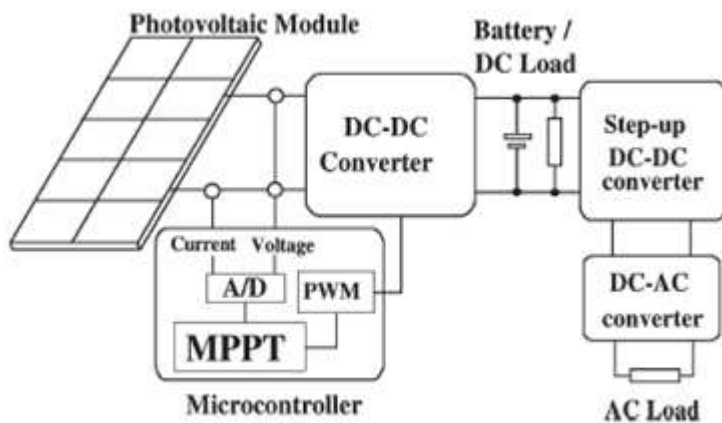 Photovoltaic Module
Battery /
DC Load
DC-DC
Converter
Step-up
DC-DC
converter
Current Voltage
A/D
PWM
MPPT
Microcontroller
DC-AC
converter
AC Load